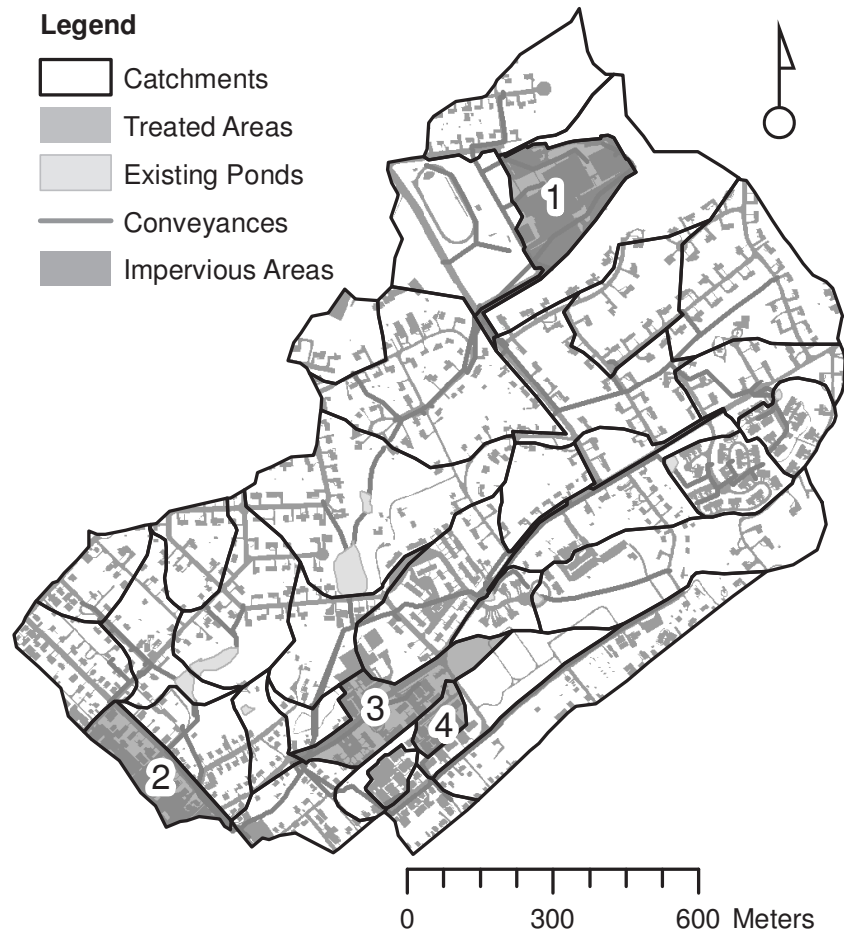 Legend
Catchments
Treated Areas
Existing Ponds
Conveyances
Impervious Areas
1
2
3
4
0 300 600 Meters